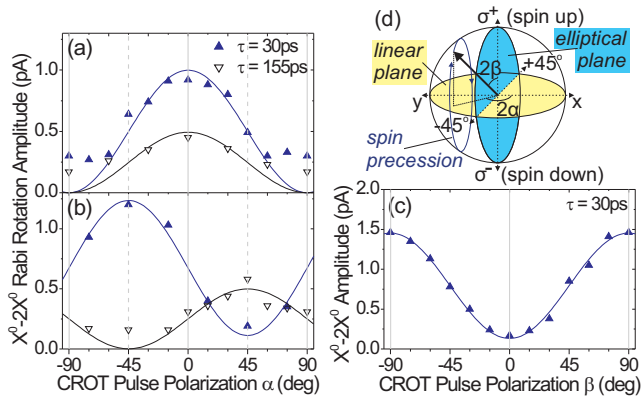 (a)
τ = 30ps
τ = 155ps
1.0
0.5
0.0
(b)
1.0
0.5
0.0
-90
-45
0
45
90
X⁰-2X⁰ Rabi Rotation Amplitude (pA)
CROT Pulse Polarization α (deg)
(d)
σ⁺ (spin up)
linear
plane
elliptical
plane
+45°
2β
y
x
2α
-45°
spin
precession
σ⁻ (spin down)
(c)
τ = 30ps
2.0
1.5
1.0
0.5
0.0
-90
-45
0
45
90
X⁰-2X⁰ Amplitude (pA)
CROT Pulse Polarization β (deg)